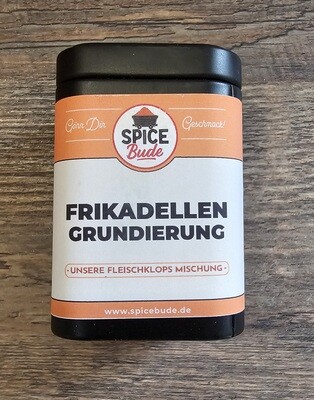 Gönn Dir Geschmack!
SPICE
Bude
FRIKADELLEN
GRUNDIERUNG
· UNSERE FLEISCHKLOPS MISCHUNG ·
www.spicebude.de